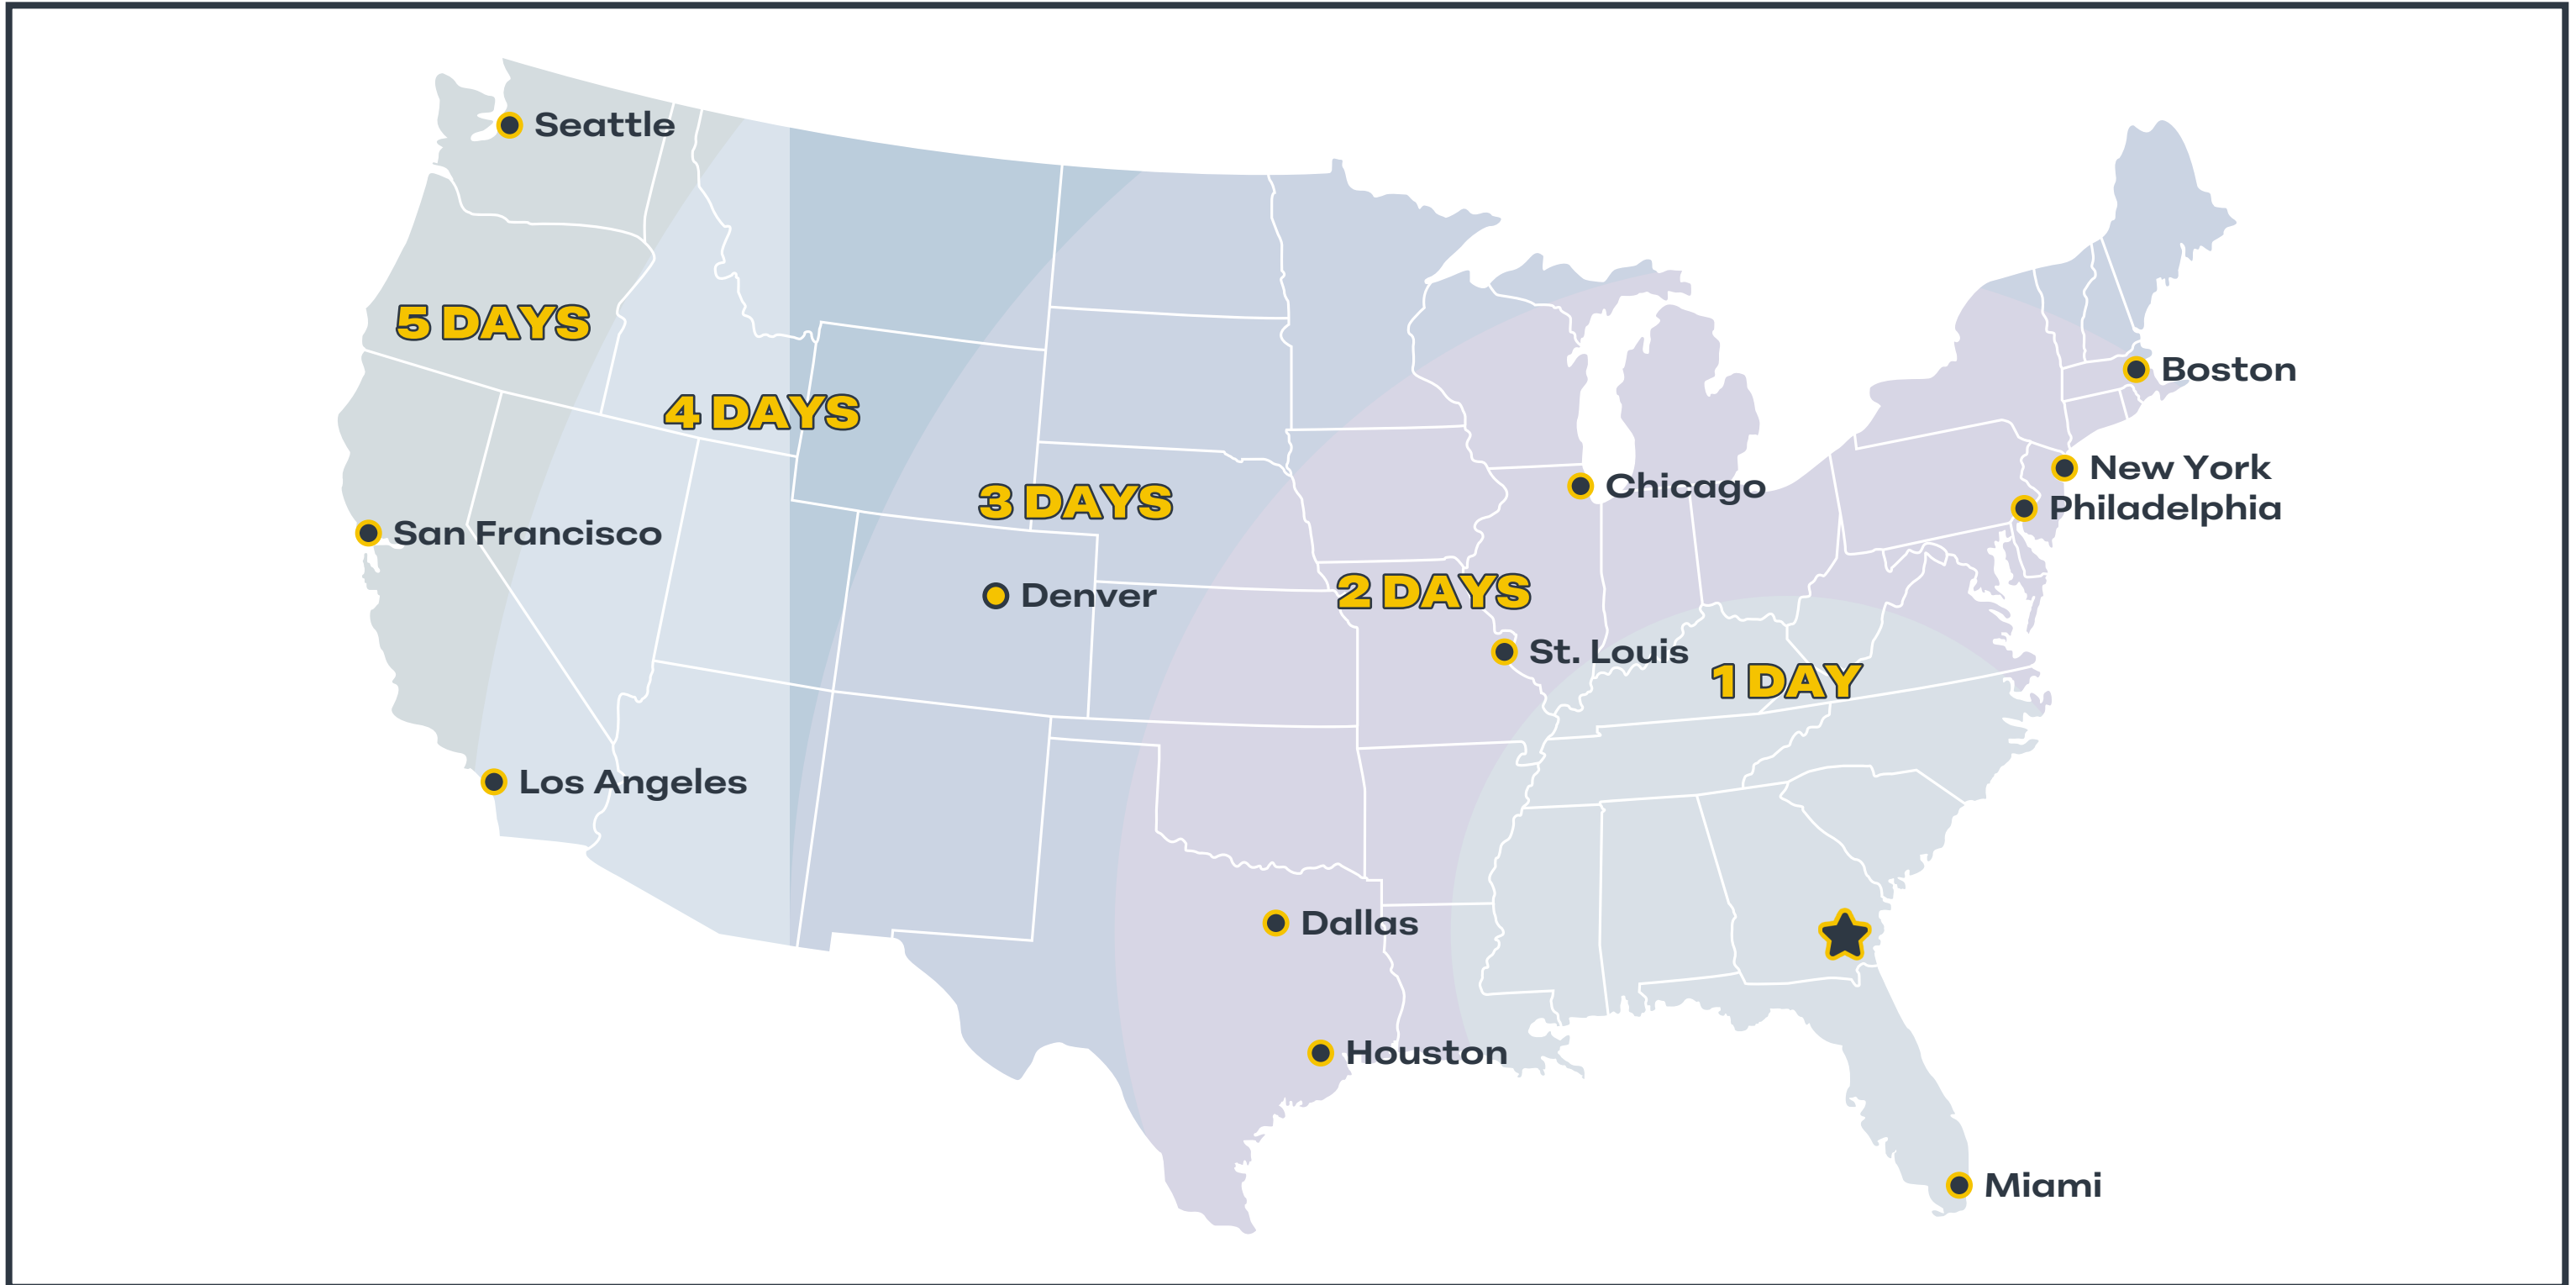 Seattle
5 DAYS
Boston
4 DAYS
New York
Chicago
3 DAYS
Philadelphia
San Francisco
2 DAYS
Denver
St. Louis
1 DAY
Los Angeles
Dallas
Houston
Miami